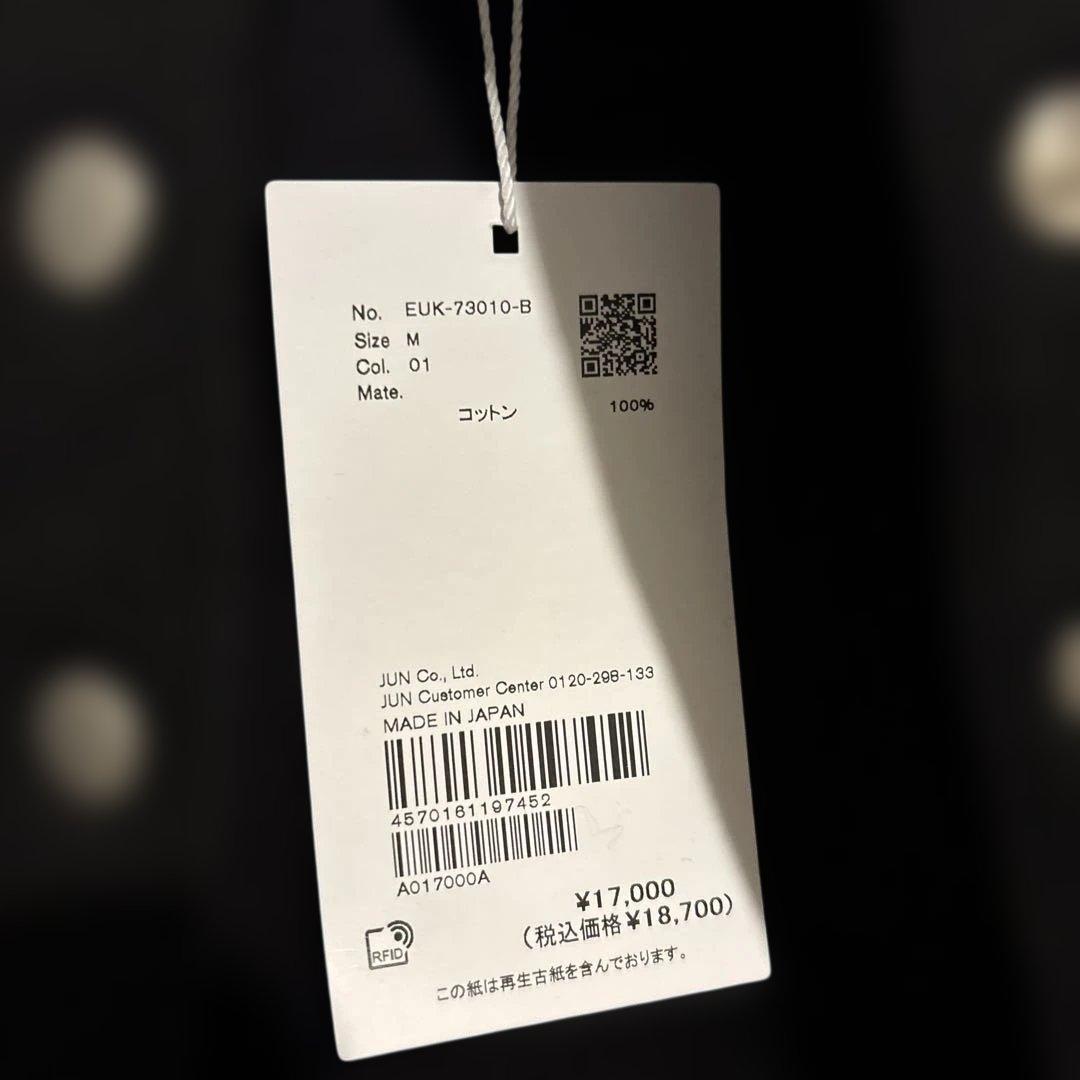 No. EUK-73010-B
Size M
Col. 01
Mate.
コットン 100%
JUN Co., Ltd.
JUN Customer Center 0120-298-133
MADE IN JAPAN
4570161197452
A017000A
¥17,000
(税込価格¥18,700)
RFID
この紙は再生古紙を含んでおります。